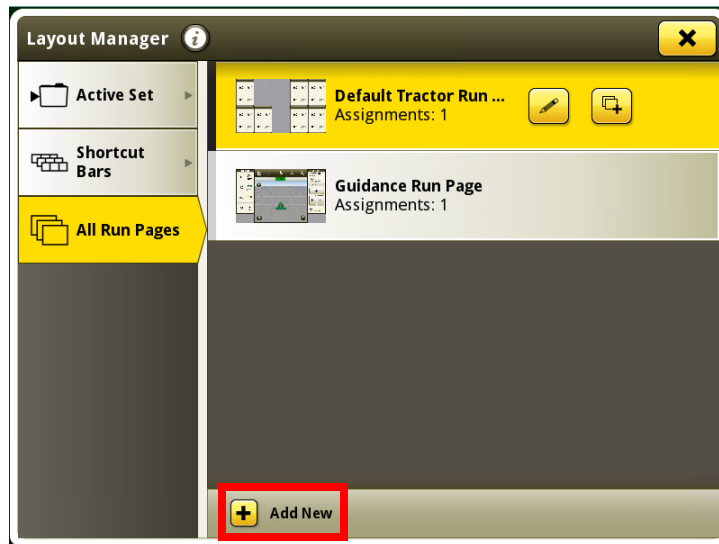 Layout Manager
Active Set
Shortcut
Bars
All Run Pages
Default Tractor Run ...
Assignments: 1
Guidance Run Page
Assignments: 1
Add New